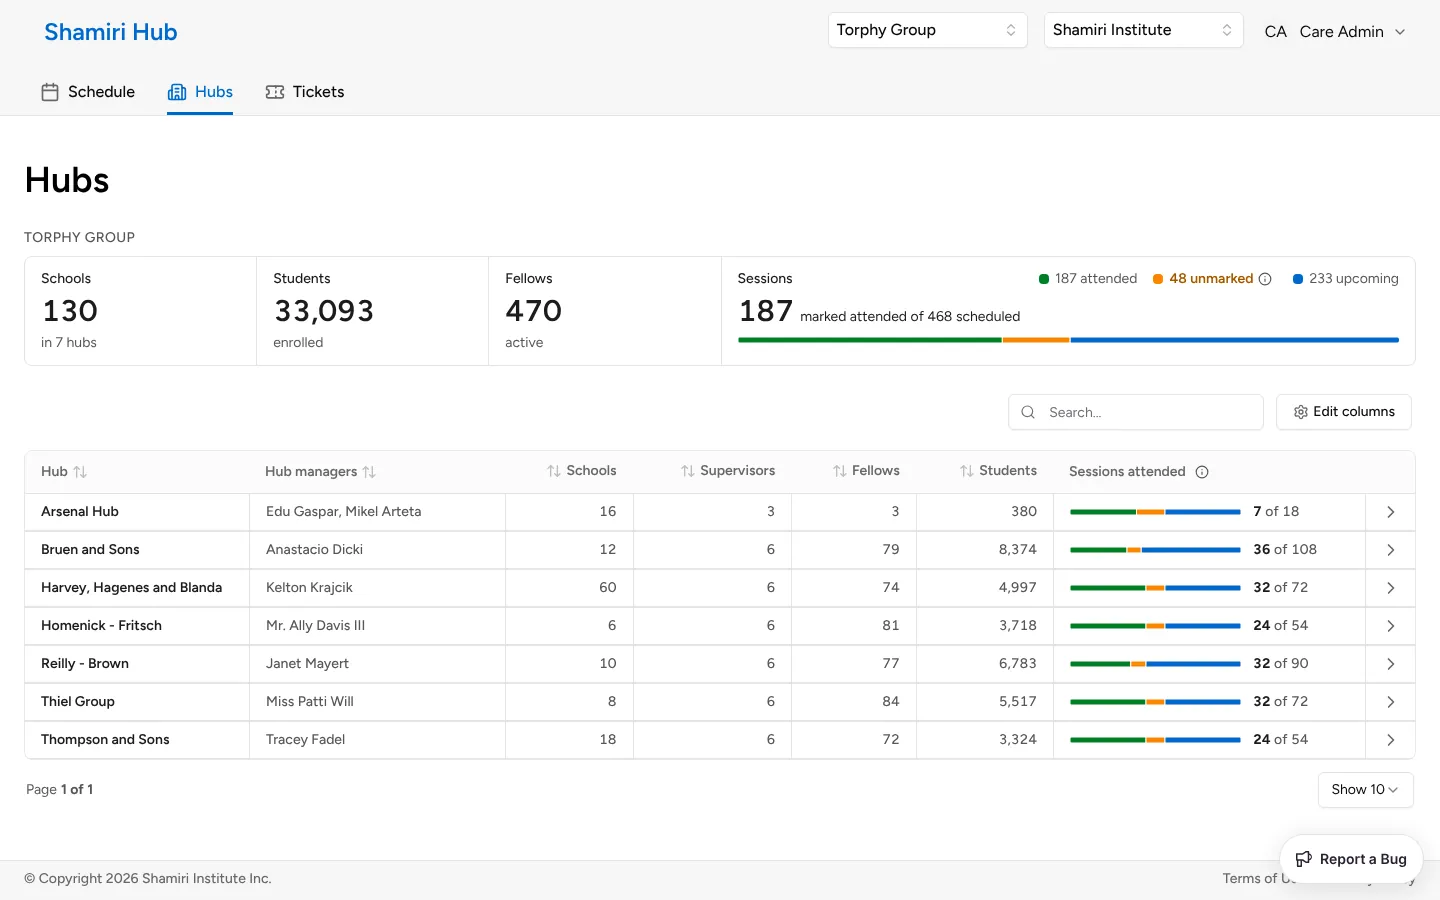 Shamiri Hub
Torphy Group
Shamiri Institute
CA Care Admin
Schedule
Hubs
Tickets
Hubs
TORPHY GROUP
Schools
130
in 7 hubs
Students
33,093
enrolled
Fellows
470
active
Sessions
187 attended
48 unmarked
233 upcoming
187 marked attended of 468 scheduled
Search...
Edit columns
Hub Hub managers Schools Supervisors Fellows Students Sessions attended
Arsenal Hub Edu Gaspar, Mikel Arteta 16 3 3 380 7 of 18
Bruen and Sons Anastacio Dicki 12 6 79 8,374 36 of 108
Harvey, Hagenes and Blanda Kelton Krajcik 60 6 74 4,997 32 of 72
Homenick - Fritsch Mr. Ally Davis III 6 6 81 3,718 24 of 54
Reilly - Brown Janet Mayert 10 6 77 6,783 32 of 90
Thiel Group Miss Patti Will 8 6 84 5,517 32 of 72
Thompson and Sons Tracey Fadel 18 6 72 3,324 24 of 54
Page 1 of 1
Show 10
Report a Bug
© Copyright 2026 Shamiri Institute Inc.
Terms of